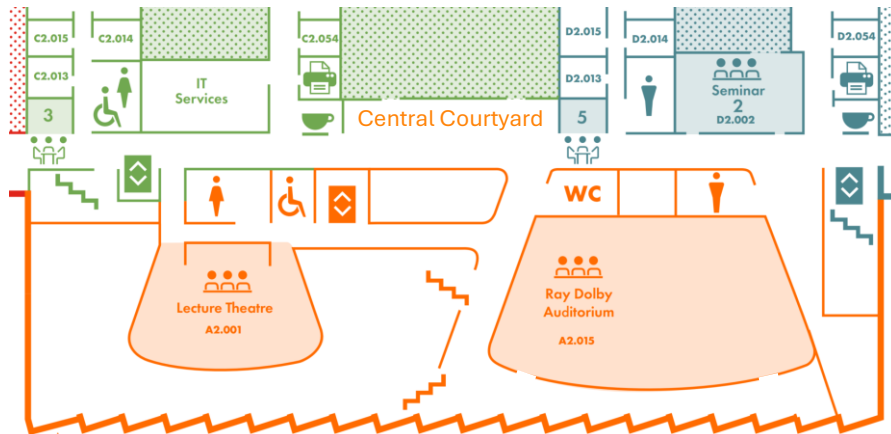 C2.015
C2.014
C2.054
D2.015
D2.014
D2.054
C2.013
IT
Services
D2.013
Seminar
2
D2.002
3
Central Courtyard
5
WC
Lecture Theatre
A2.001
Ray Dolby
Auditorium
A2.015